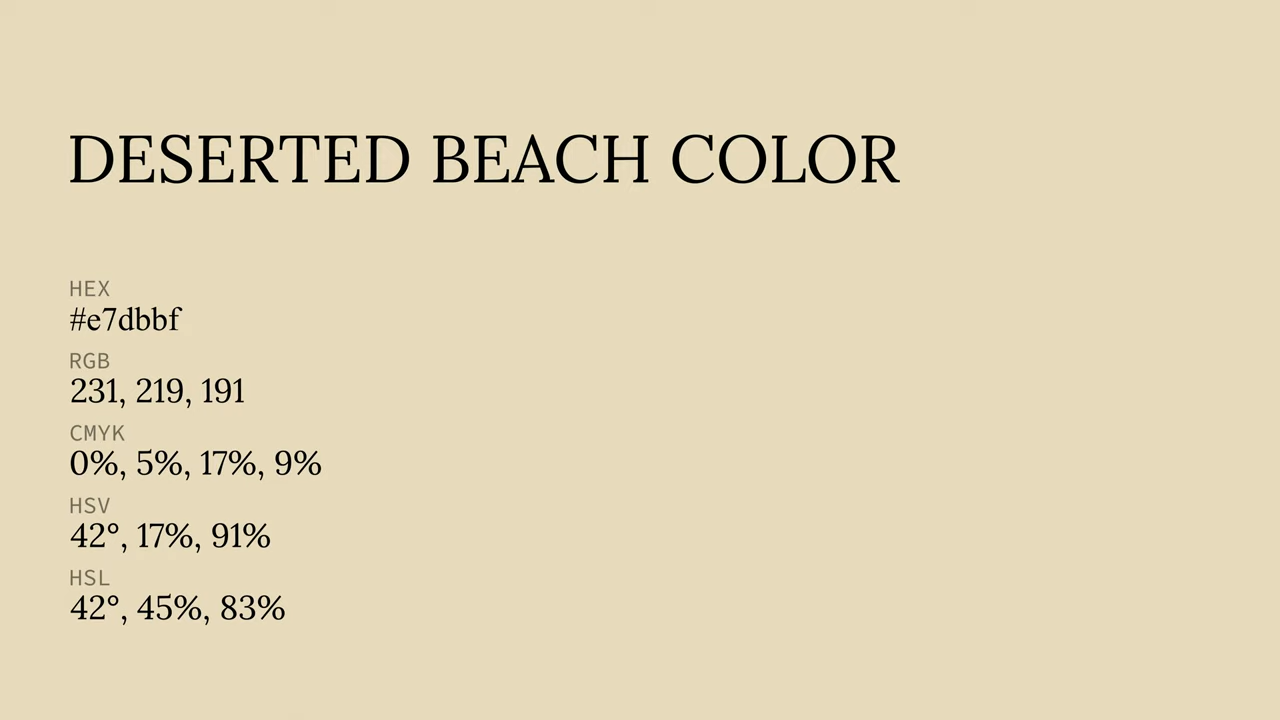 DESERTED BEACH COLOR
HEX
#e7dbbf
RGB
231, 219, 191
CMYK
0%, 5%, 17%, 9%
HSV
42°, 17%, 91%
HSL
42°, 45%, 83%